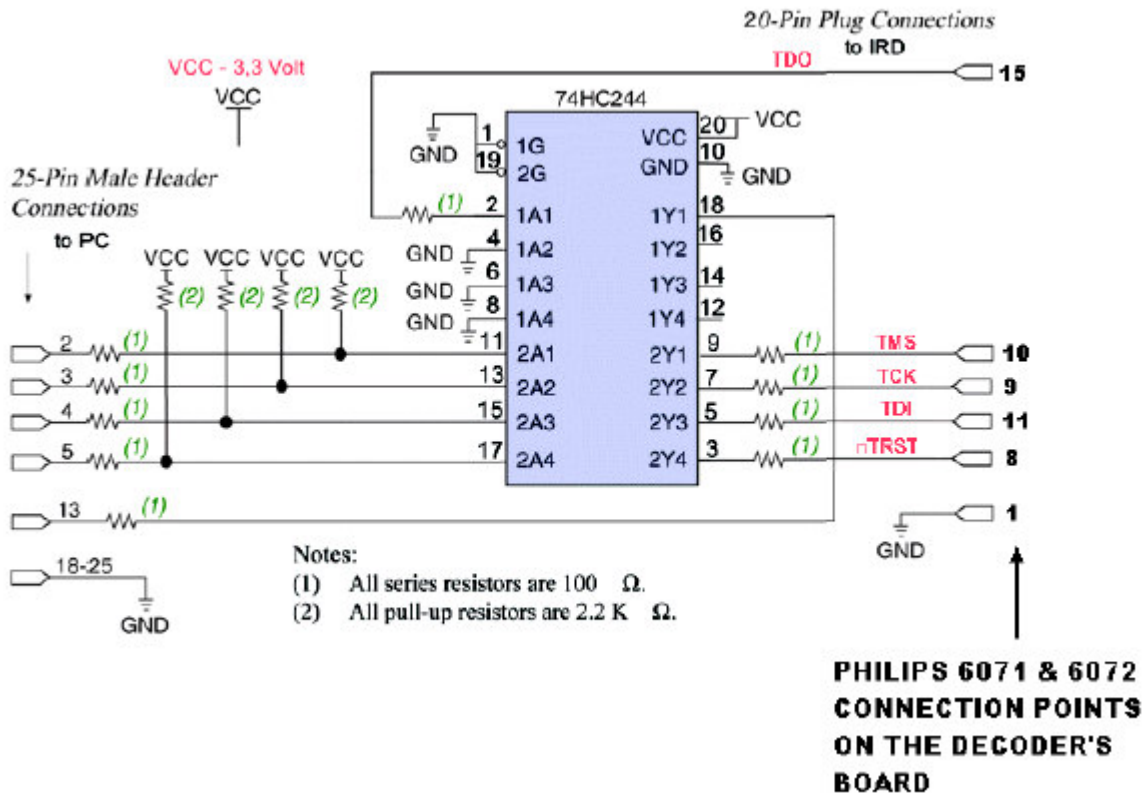 20-Pin Plug Connections
to IRD
TDO
15
VCC - 3,3 Volt
VCC
74HC244
1
1G
GND
19
2G
20
VCC
VCC
10
GND
GND
25-Pin Male Header
Connections
to PC
(1)
2
1A1
1Y1
18
VCC
VCC
VCC
VCC
GND
4
1A2
1Y2
16
(2)
(2)
(2)
(2)
GND
6
1A3
1Y3
14
GND
8
1A4
1Y4
12
2
(1)
11
2A1
2Y1
9
(1)
TMS
10
3
(1)
13
2A2
2Y2
7
(1)
TCK
9
4
(1)
15
2A3
2Y3
5
(1)
TDI
11
5
(1)
17
2A4
2Y4
3
(1)
nTRST
8
13
(1)
1
GND
18-25
GND
Notes:
(1) All series resistors are 100 Ω.
(2) All pull-up resistors are 2.2 K Ω.
PHILIPS 6071 & 6072
CONNECTION POINTS
ON THE DECODER'S
BOARD